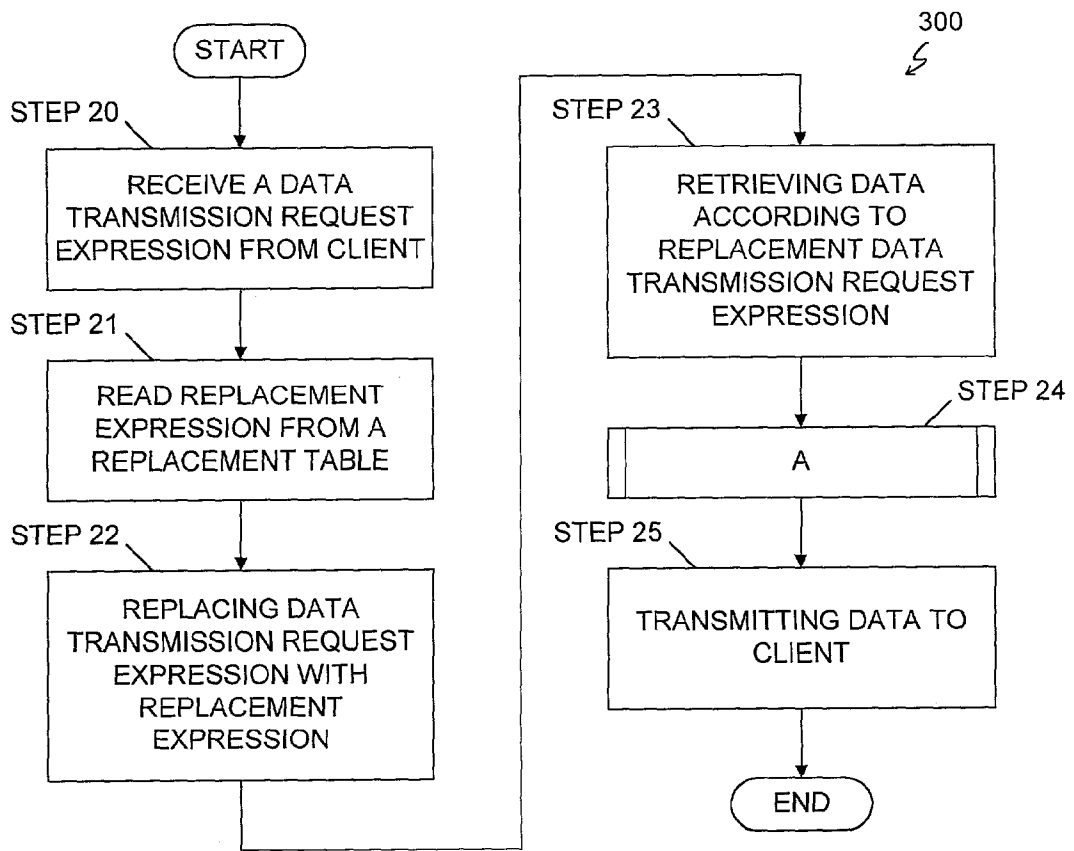 300
START
STEP 20
RECEIVE A DATA
TRANSMISSION REQUEST
EXPRESSION FROM CLIENT
STEP 21
READ REPLACEMENT
EXPRESSION FROM A
REPLACEMENT TABLE
STEP 22
REPLACING DATA
TRANSMISSION REQUEST
EXPRESSION WITH
REPLACEMENT
EXPRESSION
STEP 23
RETRIEVING DATA
ACCORDING TO
REPLACEMENT DATA
TRANSMISSION REQUEST
EXPRESSION
STEP 24
A
STEP 25
TRANSMITTING DATA TO
CLIENT
END